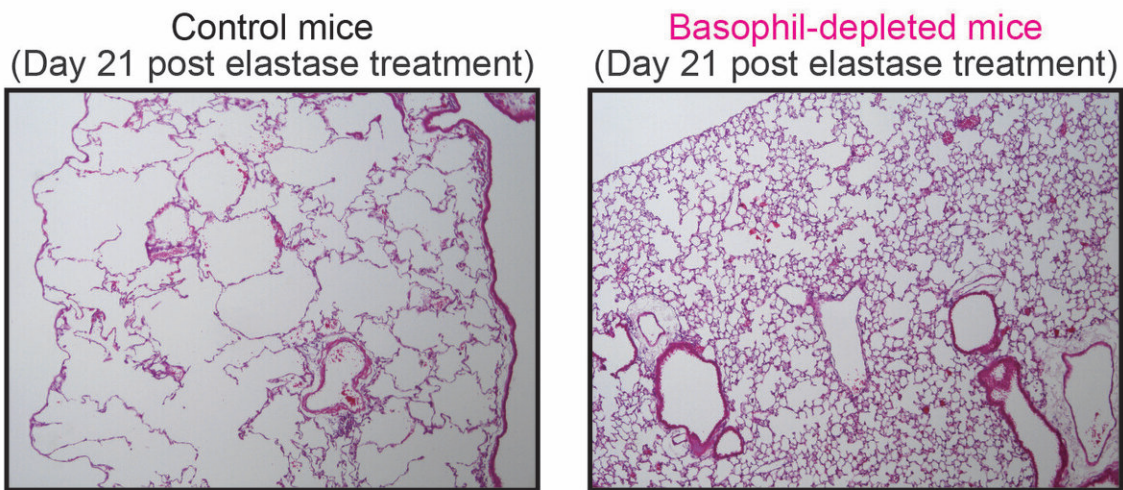 Control mice
(Day 21 post elastase treatment)
Basophil-depleted mice
(Day 21 post elastase treatment)